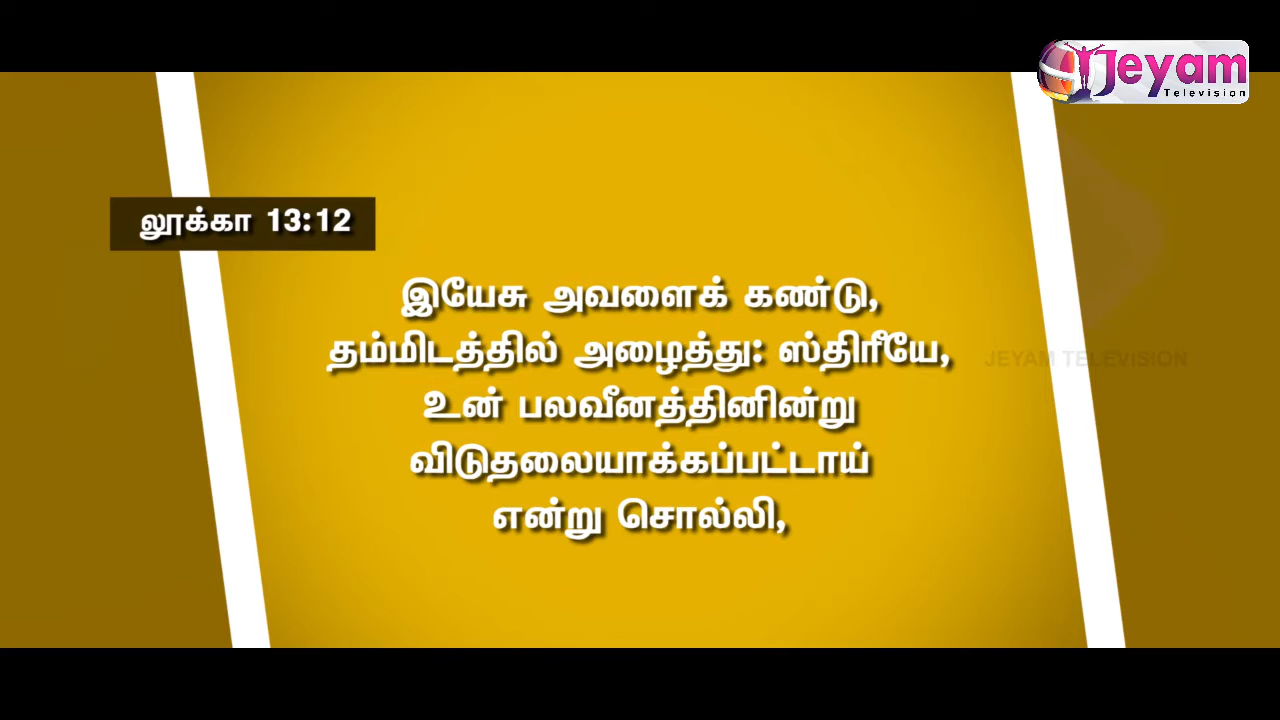 Jeyam
Television
லூக்கா 13:12
இயேசு அவளைக் கண்டு,
தம்மிடத்தில் அழைத்து: ஸ்திரீயே,
JEYAM TELEVISION
உன் பலவீனத்தினின்று
விடுதலையாக்கப்பட்டாய்
என்று சொல்லி,